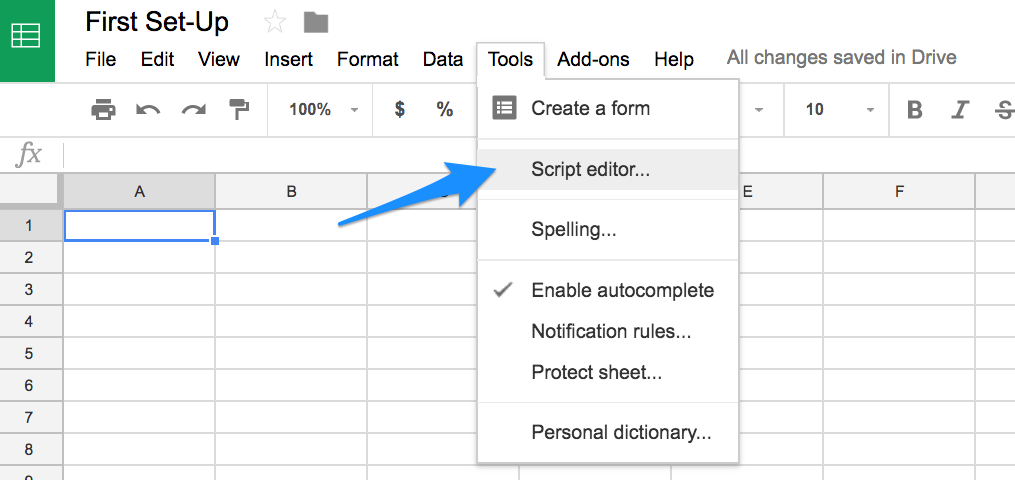 First Set-Up
File Edit View Insert Format Data Tools Add-ons Help All changes saved in Drive
100% $ % 10 B I S
Create a form
fx
Script editor...
A B E F
1
Spelling...
2
3
Enable autocomplete
4
Notification rules...
5
Protect sheet...
6
7
Personal dictionary...
8